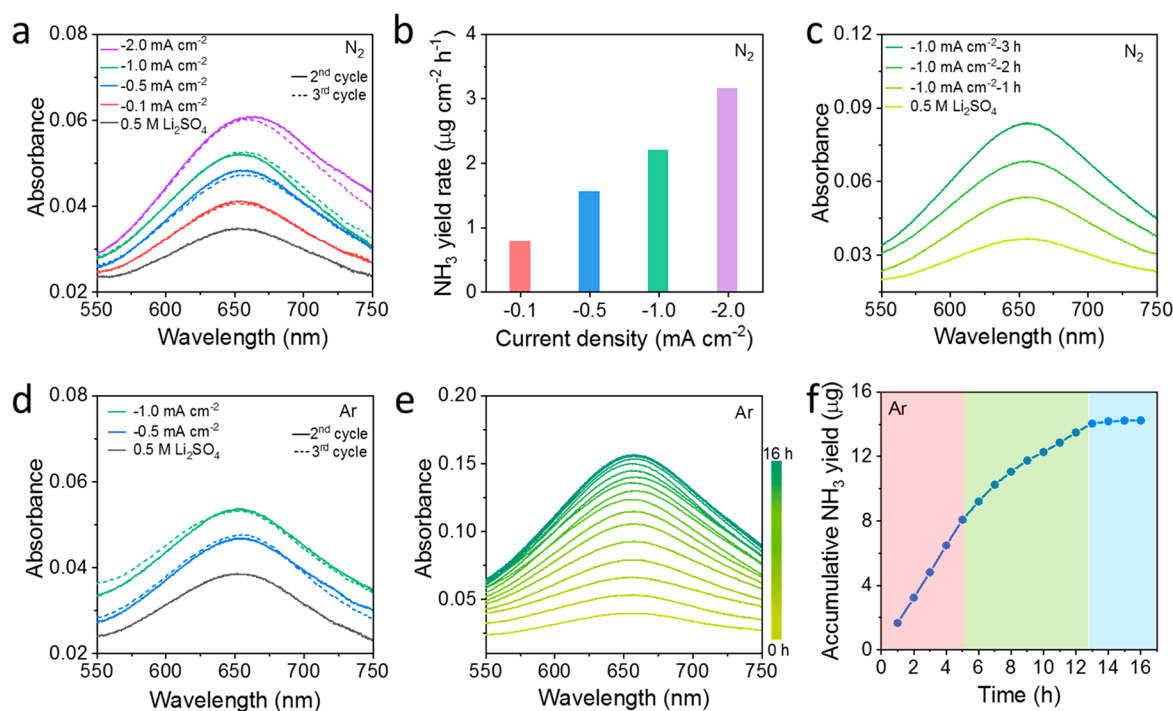 a
0.08
0.06
0.04
0.02
Absorbance
-2.0 mA cm⁻²
-1.0 mA cm⁻²
-0.5 mA cm⁻²
-0.1 mA cm⁻²
0.5 M Li₂SO₄
N₂
2ⁿᵈ cycle
3ʳᵈ cycle
550 600 650 700 750
Wavelength (nm)
b
4
3
2
1
0
NH₃ yield rate (μg cm⁻² h⁻¹)
N₂
-0.1 -0.5 -1.0 -2.0
Current density (mA cm⁻²)
c
0.12
0.09
0.06
0.03
Absorbance
-1.0 mA cm⁻²-3 h
-1.0 mA cm⁻²-2 h
-1.0 mA cm⁻²-1 h
0.5 M Li₂SO₄
N₂
550 600 650 700 750
Wavelength (nm)
d
0.08
0.06
0.04
0.02
Absorbance
-1.0 mA cm⁻²
-0.5 mA cm⁻²
0.5 M Li₂SO₄
Ar
2ⁿᵈ cycle
3ʳᵈ cycle
550 600 650 700 750
Wavelength (nm)
e
0.20
0.15
0.10
0.05
Absorbance
Ar
16 h
0 h
550 600 650 700 750
Wavelength (nm)
f
16
12
8
4
0
Accumulative NH₃ yield (μg)
Ar
0 2 4 6 8 10 12 14 16
Time (h)